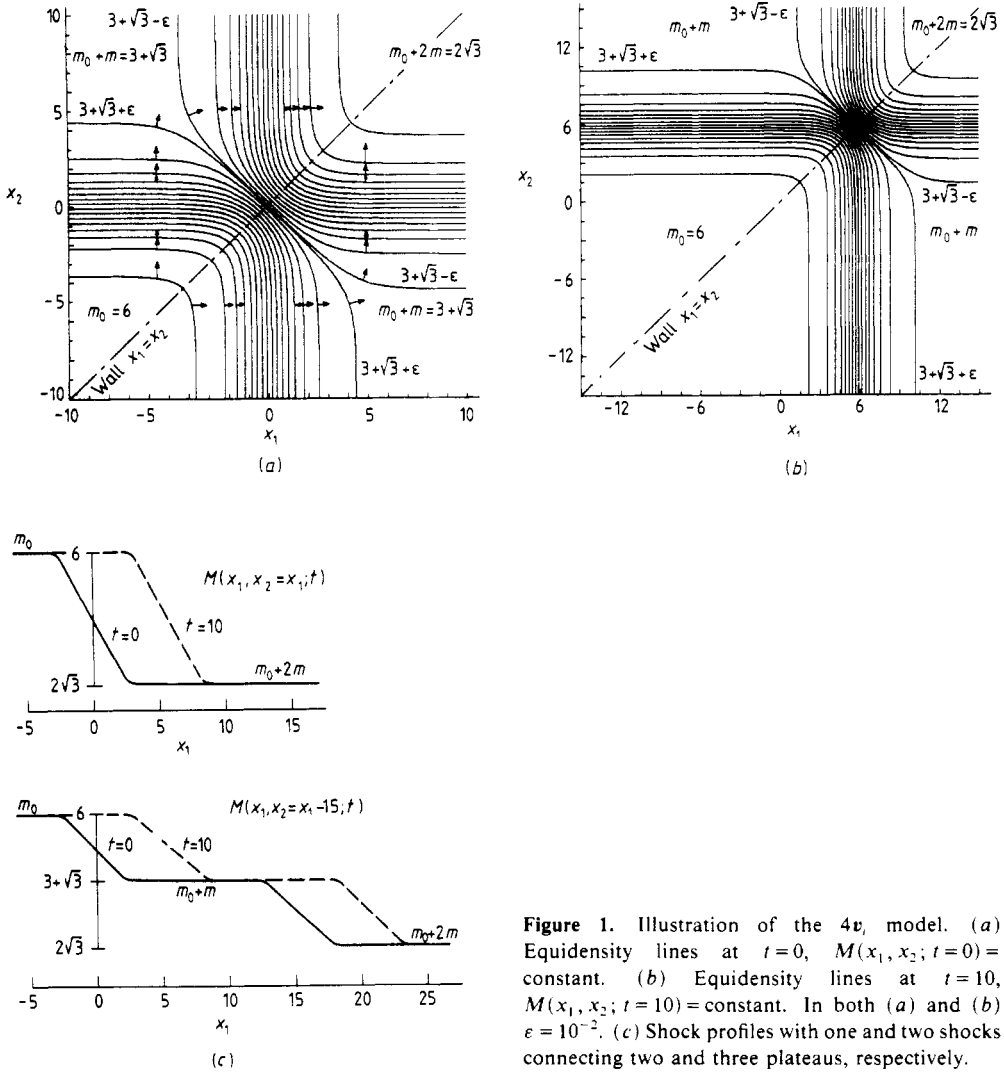 10
3+√3-ε
m₀+m=3+√3
m₀+2m=2√3
3+√3+ε
5
x₂
0
-5
m₀=6
Wall x₁=x₂
3+√3-ε
m₀+m=3+√3
3+√3+ε
-10
-10 -5 0 5 10
x₁
(a)
12
3+√3-ε
m₀+m
m₀+2m=2√3
3+√3+ε
6
x₂
0
3+√3-ε
m₀+m
m₀=6
-6
Wall x₁=x₂
-12
3+√3+ε
-12 -6 0 6 12
x₁
(b)
m₀
6
M(x₁,x₂=x₁;t)
t=0
t=10
m₀+2m
2√3
-5 0 5 10 15
x₁
m₀
6
M(x₁,x₂=x₁-15;t)
t=0
t=10
3+√3
m₀+m
2√3
m₀+2m
-5 0 5 10 15 20 25
x₁
(c)
Figure 1. Illustration of the 4vᵢ model. (a)
Equidensity lines at t=0, M(x₁, x₂; t=0)=
constant. (b) Equidensity lines at t=10,
M(x₁, x₂; t=10)=constant. In both (a) and (b)
ε=10⁻². (c) Shock profiles with one and two shocks
connecting two and three plateaus, respectively.